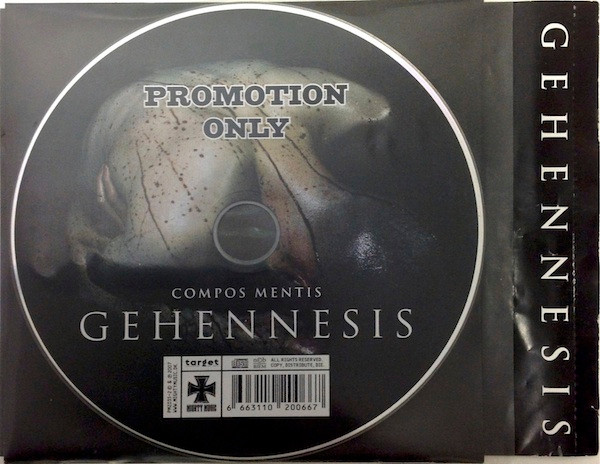 PROMOTION
ONLY
COMPOS MENTIS
GEHENNESIS
target
MIGHTY MUSIC
ALL RIGHTS RESERVED.
6 663110 200667
GEHENNESIS